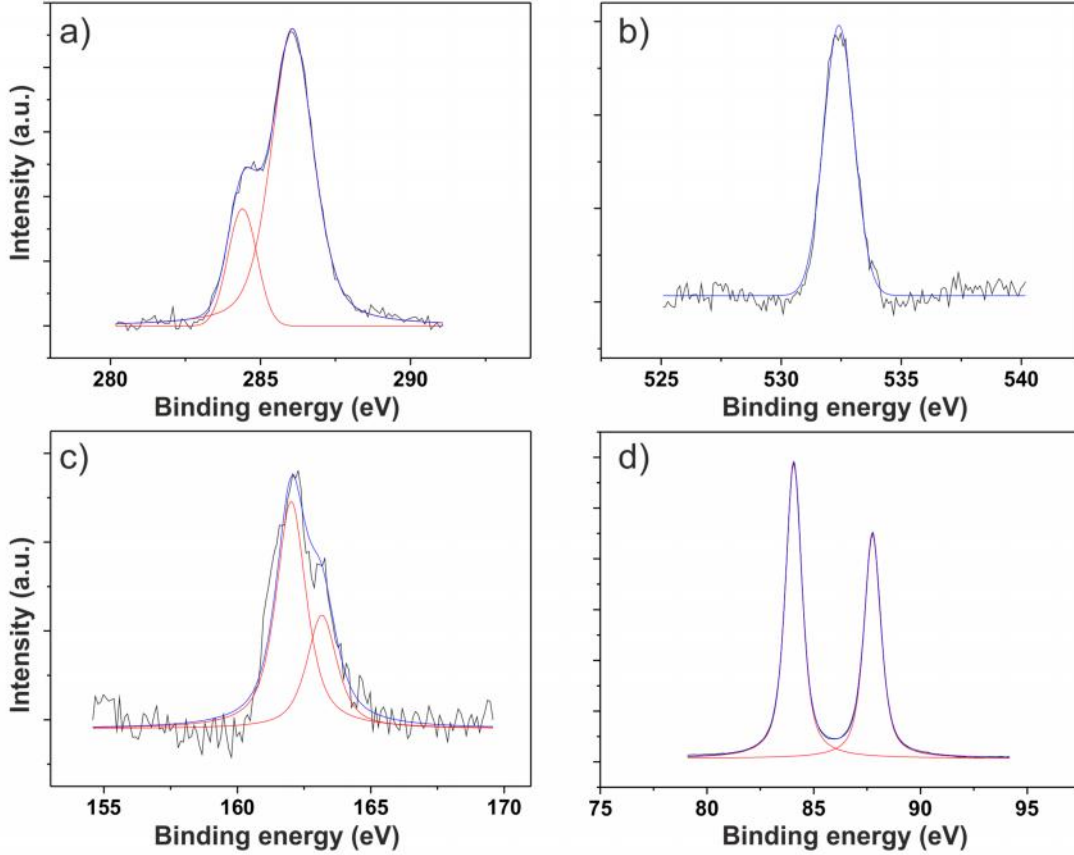 a)
Intensity (a.u.)
280 285 290
Binding energy (eV)
b)
525 530 535 540
Binding energy (eV)
c)
Intensity (a.u.)
155 160 165 170
Binding energy (eV)
d)
75 80 85 90 95
Binding energy (eV)